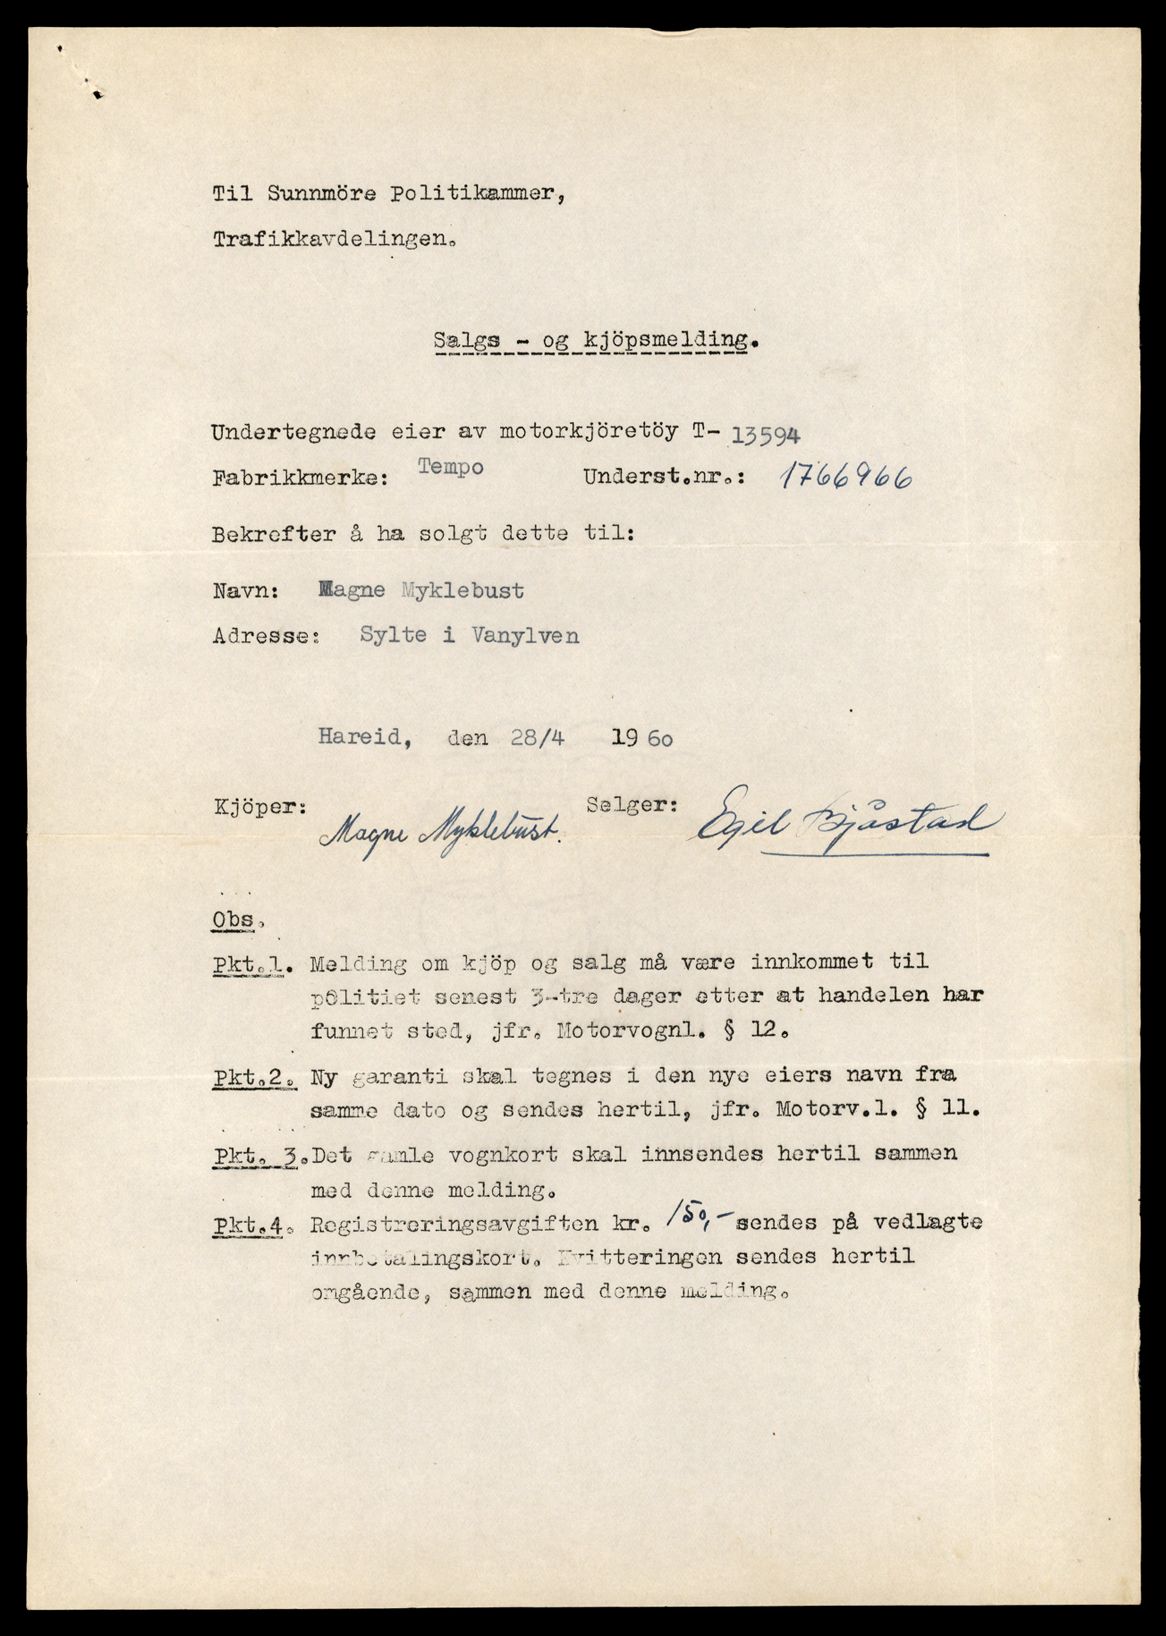 Til Sunnmöre Politikammer,
Trafikkavdelingen.
Salgs - og kjöpsmelding.
Undertegnede eier av motorkjöretöy T- 13594
Fabrikkmerke: Tempo Underst.nr.: 1766966
Bekrefter å ha solgt dette til:
Navn: Magne Myklebust
Adresse: Sylte i Vanylven
Hareid, den 28/4 1960
Kjöper: Magne Myklebust. Selger: Egil Bjåstad
Obs.
Pkt.1. Melding om kjöp og salg må være innkommet til
politiet senest 3-tre dager etter at handelen har
funnet sted, jfr. Motorvognl. § 12.
Pkt.2. Ny garanti skal tegnes i den nye eiers navn fra
samme dato og sendes hertil, jfr. Motorv.l. § 11.
Pkt. 3. Det gamle vognkort skal innsendes hertil sammen
med denne melding.
Pkt.4. Registreringsavgiften kr. 150,- sendes på vedlagte
innbetalingskort. Kvitteringen sendes hertil
omgående, sammen med denne melding.